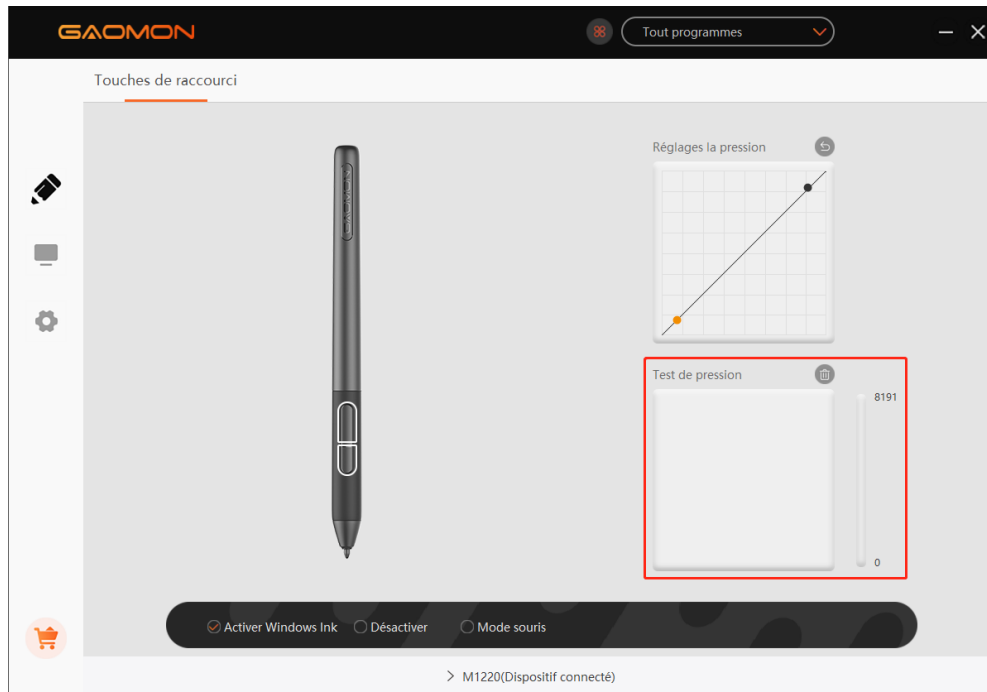 GAOMON
Tout programmes
Touches de raccourci
Réglages la pression
Test de pression
8191
0
Activer Windows Ink
Désactiver
Mode souris
M1220(Dispositif connecté)